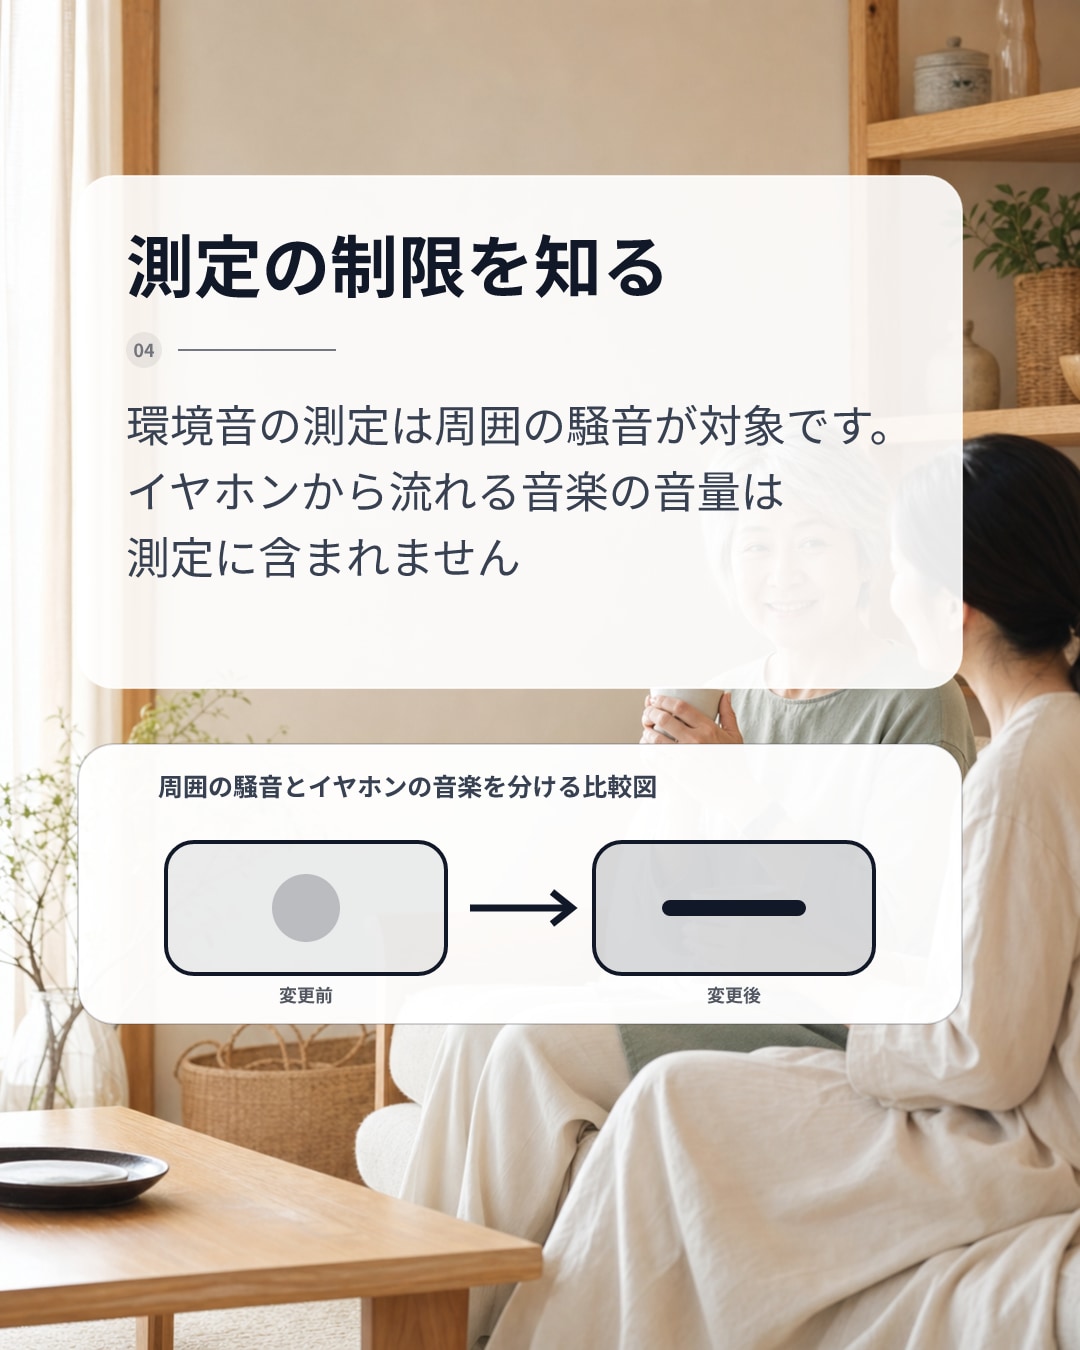 測定の制限を知る
04
環境音の測定は周囲の騒音が対象です。
イヤホンから流れる音楽の音量は
測定に含まれません
周囲の騒音とイヤホンの音楽を分ける比較図
変更前
変更後